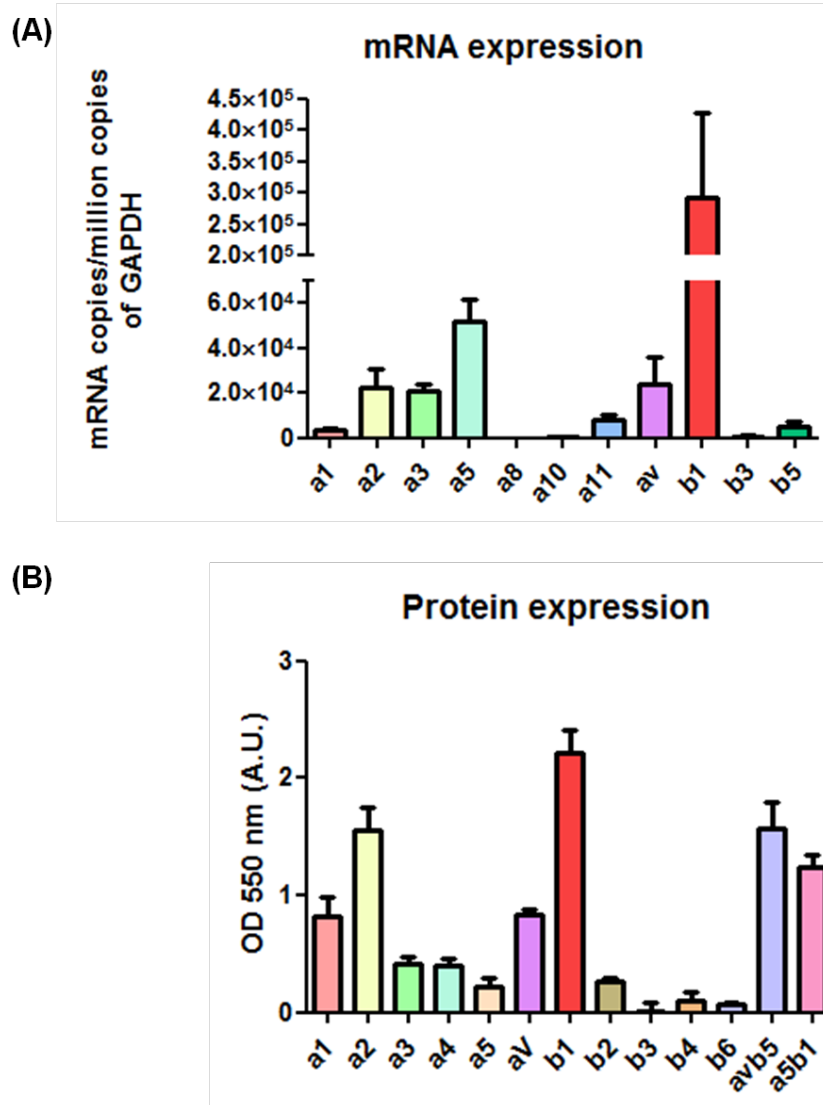 (A)
mRNA expression
mRNA copies/million copies
of GAPDH
4.5×10⁵
4.0×10⁵
3.5×10⁵
3.0×10⁵
2.5×10⁵
2.0×10⁵
6.0×10⁴
4.0×10⁴
2.0×10⁴
0
a1 a2 a3 a5 a8 a10 a11 av b1 b3 b5
(B)
Protein expression
OD 550 nm (A.U.)
3
2
1
0
a1 a2 a3 a4 a5 aV b1 b2 b3 b4 b6 avb5 a5b1